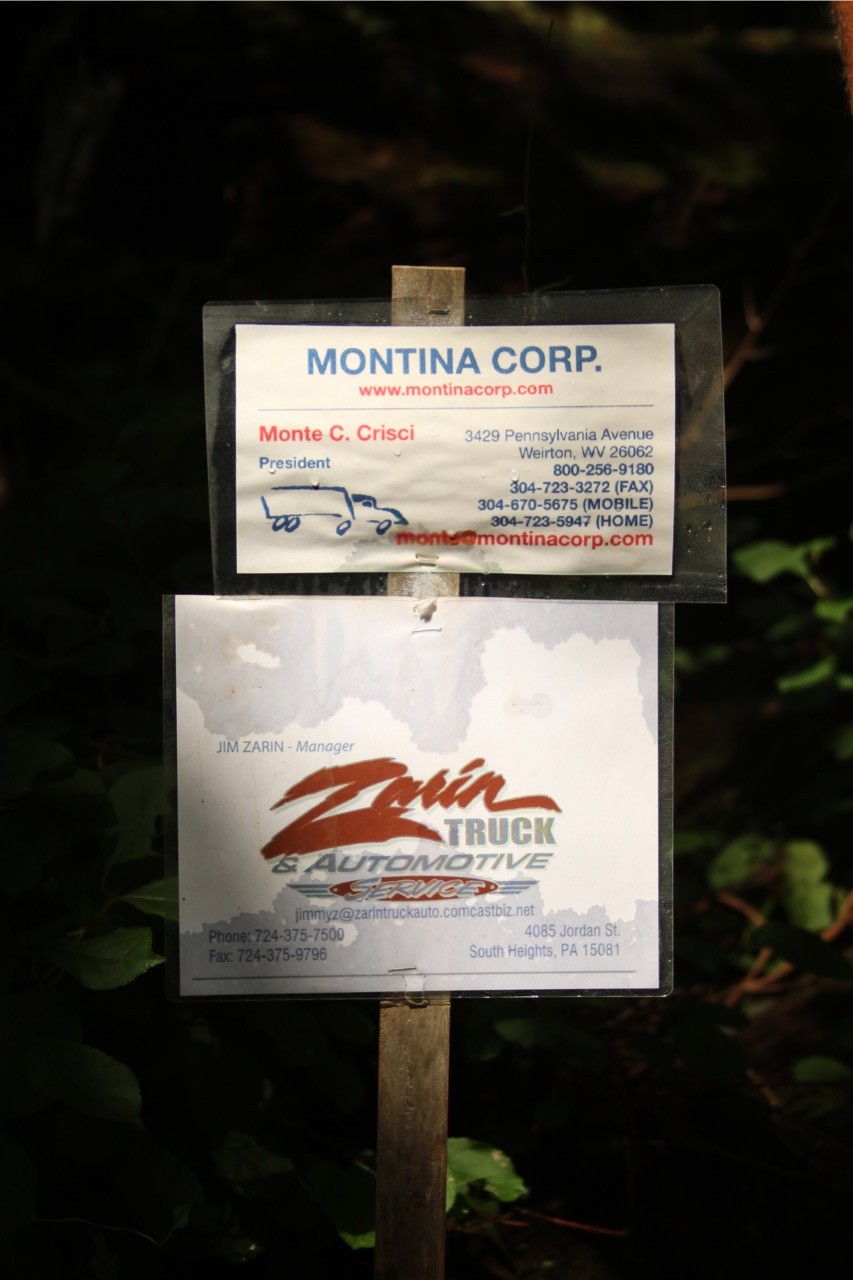 MONTINA CORP.
www.montinacorp.com
Monte C. Crisci
President
3429 Pennsylvania Avenue
Weirton, WV 26062
800-256-9180
304-723-3272 (FAX)
304-670-5675 (MOBILE)
304-723-5947 (HOME)
monte@montinacorp.com
JIM ZARIN - Manager
Zarin
TRUCK
& AUTOMOTIVE
SERVICE
jimmyz@zarintruckauto.comcastbiz.net
Phone: 724-375-7500
Fax: 724-375-9796
4085 Jordan St.
South Heights, PA 15081